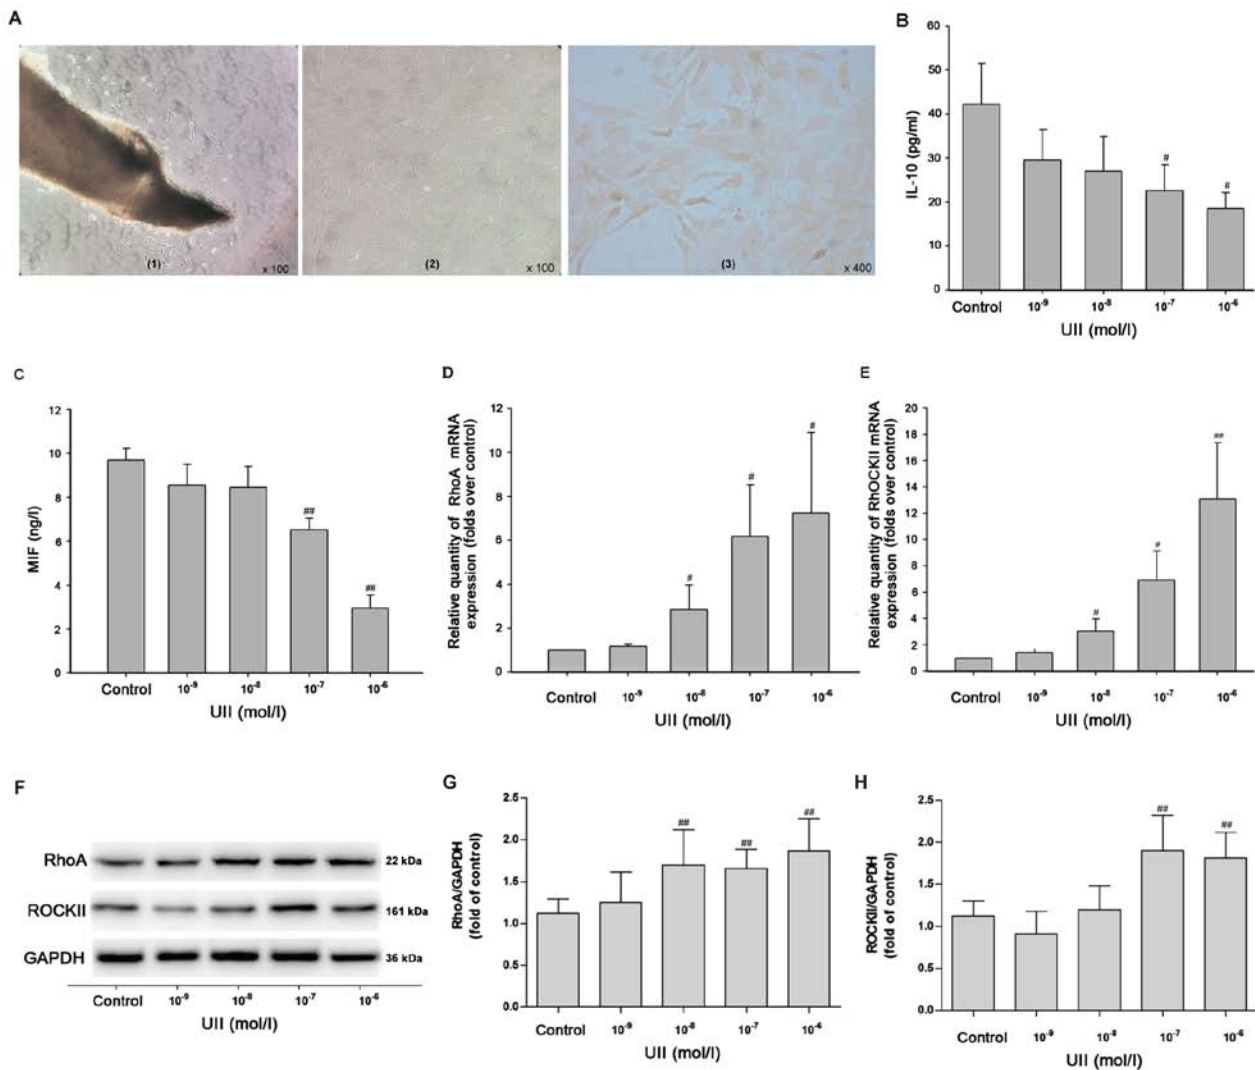 A
(1)
x 100
(2)
x 100
(3)
x 400
B
IL-10 (pg/ml)
60
50
40
30
20
10
0
#
#
Control
10⁻⁹
10⁻⁸
10⁻⁷
10⁻⁶
UII (mol/l)
C
MIF (ng/l)
12
10
8
6
4
2
0
##
##
Control
10⁻⁹
10⁻⁸
10⁻⁷
10⁻⁶
UII (mol/l)
D
Relative quantity of RhoA mRNA
expression (folds over control)
12
10
8
6
4
2
0
#
#
#
Control
10⁻⁹
10⁻⁸
10⁻⁷
10⁻⁶
UII (mol/l)
E
Relative quantity of RhOCKII mRNA
expression (folds over control)
20
18
16
14
12
10
8
6
4
2
0
#
#
##
Control
10⁻⁹
10⁻⁸
10⁻⁷
10⁻⁶
UII (mol/l)
F
RhoA
22 kDa
ROCKII
161 kDa
GAPDH
36 kDa
Control
10⁻⁹
10⁻⁸
10⁻⁷
10⁻⁶
UII (mol/l)
G
RhoA/GAPDH
(fold of control)
2.5
2.0
1.5
1.0
0.5
0.0
##
##
##
Control
10⁻⁹
10⁻⁸
10⁻⁷
10⁻⁶
UII (mol/l)
H
ROCKII/GAPDH
(fold of control)
2.5
2.0
1.5
1.0
0.5
0.0
##
##
Control
10⁻⁹
10⁻⁸
10⁻⁷
10⁻⁶
UII (mol/l)